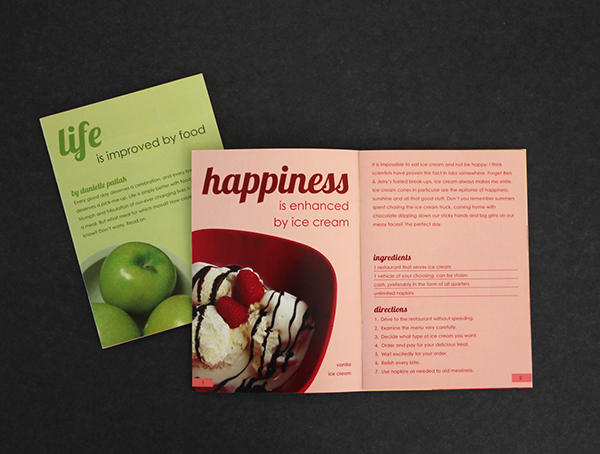 life
is improved by food
by danielle pallah
Every good day deserves a celebration, and every
deserves a pick-me-up. Life is simply better with food
triumph and tribulation of our ever changing lives is
a meal. But what meal for which mood? How
know? Don't worry. Read on.
happiness
is enhanced
by ice cream
vanilla
ice cream
1
It is impossible to eat ice cream and not be happy; I think
scientists have proven this fact in labs somewhere. Forget Ben
& Jerry's fueled break-ups, ice cream always makes me smile.
Ice cream cones in particular are the epitome of happiness,
sunshine and all that good stuff. Don't you remember summers
spent chasing the ice cream truck, coming home with
chocolate dripping down our sticky hands and big grins on our
messy faces? The perfect day.
ingredients
1 restaurant that serves ice cream
1 vehicle of your choosing, can be stolen
cash, preferably in the form of all quarters
unlimited napkins
directions
1. Drive to the restaurant without speeding.
2. Examine the menu very carefully.
3. Decide what type of ice cream you want.
4. Order and pay for your delicious treat.
5. Wait excitedly for your order.
6. Relish every bite.
7. Use napkins as needed to aid messiness.
2